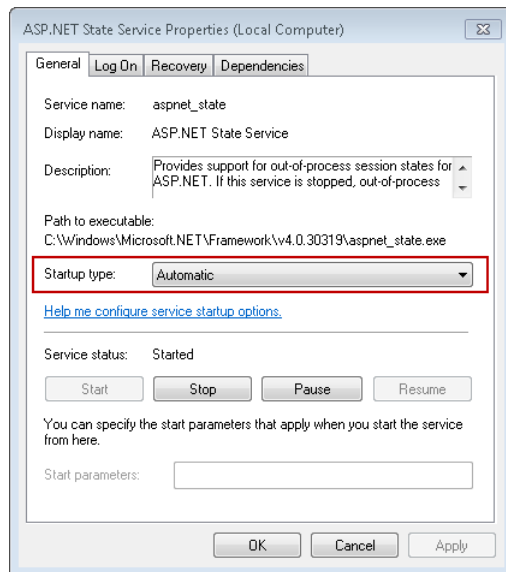 ASP.NET State Service Properties (Local Computer)
General Log On Recovery Dependencies
Service name: aspnet_state
Display name: ASP.NET State Service
Description: Provides support for out-of-process session states for
ASP.NET. If this service is stopped, out-of-process
Path to executable:
C:\Windows\Microsoft.NET\Framework\v4.0.30319\aspnet_state.exe
Startup type: Automatic
Help me configure service startup options.
Service status: Started
Start Stop Pause Resume
You can specify the start parameters that apply when you start the service
from here.
Start parameters:
OK Cancel Apply